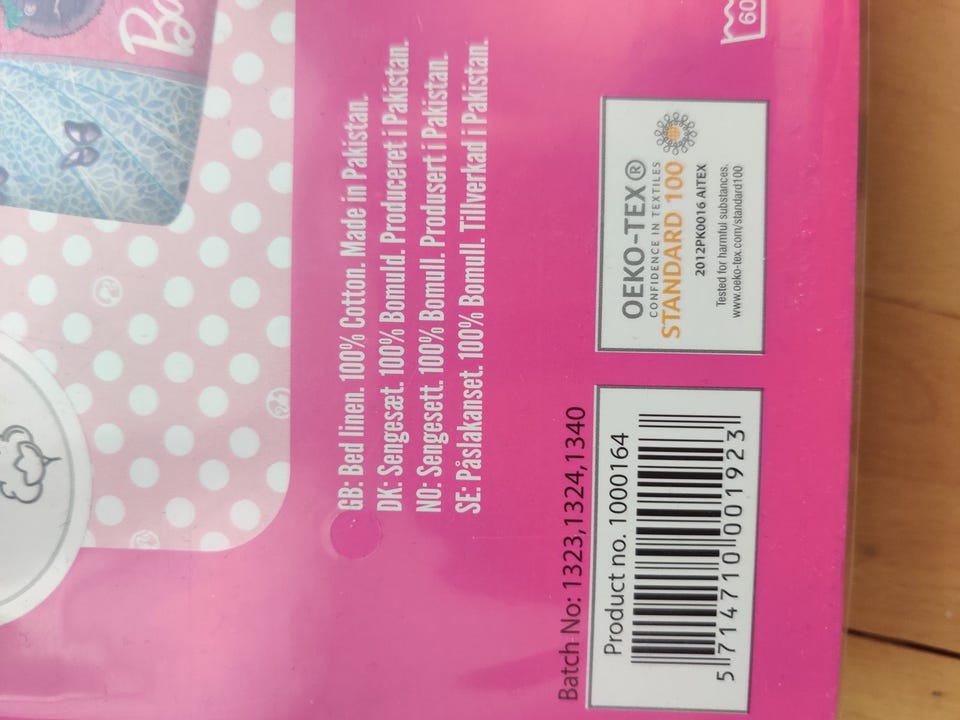 Ba
60
GB: Bed linen. 100% Cotton. Made in Pakistan.
DK: Sengesæt. 100% Bomuld. Produceret i Pakistan.
NO: Sengesett. 100% Bomull. Produsert i Pakistan.
SE: Påslakanset. 100% Bomull. Tillverkad i Pakistan.
Batch No: 1323,1324,1340
Product no. 1000164
5 714710 001923
OEKO-TEX®
CONFIDENCE IN TEXTILES
STANDARD 100
2012PK0016 AITEX
Tested for harmful substances.
www.oeko-tex.com/standard100